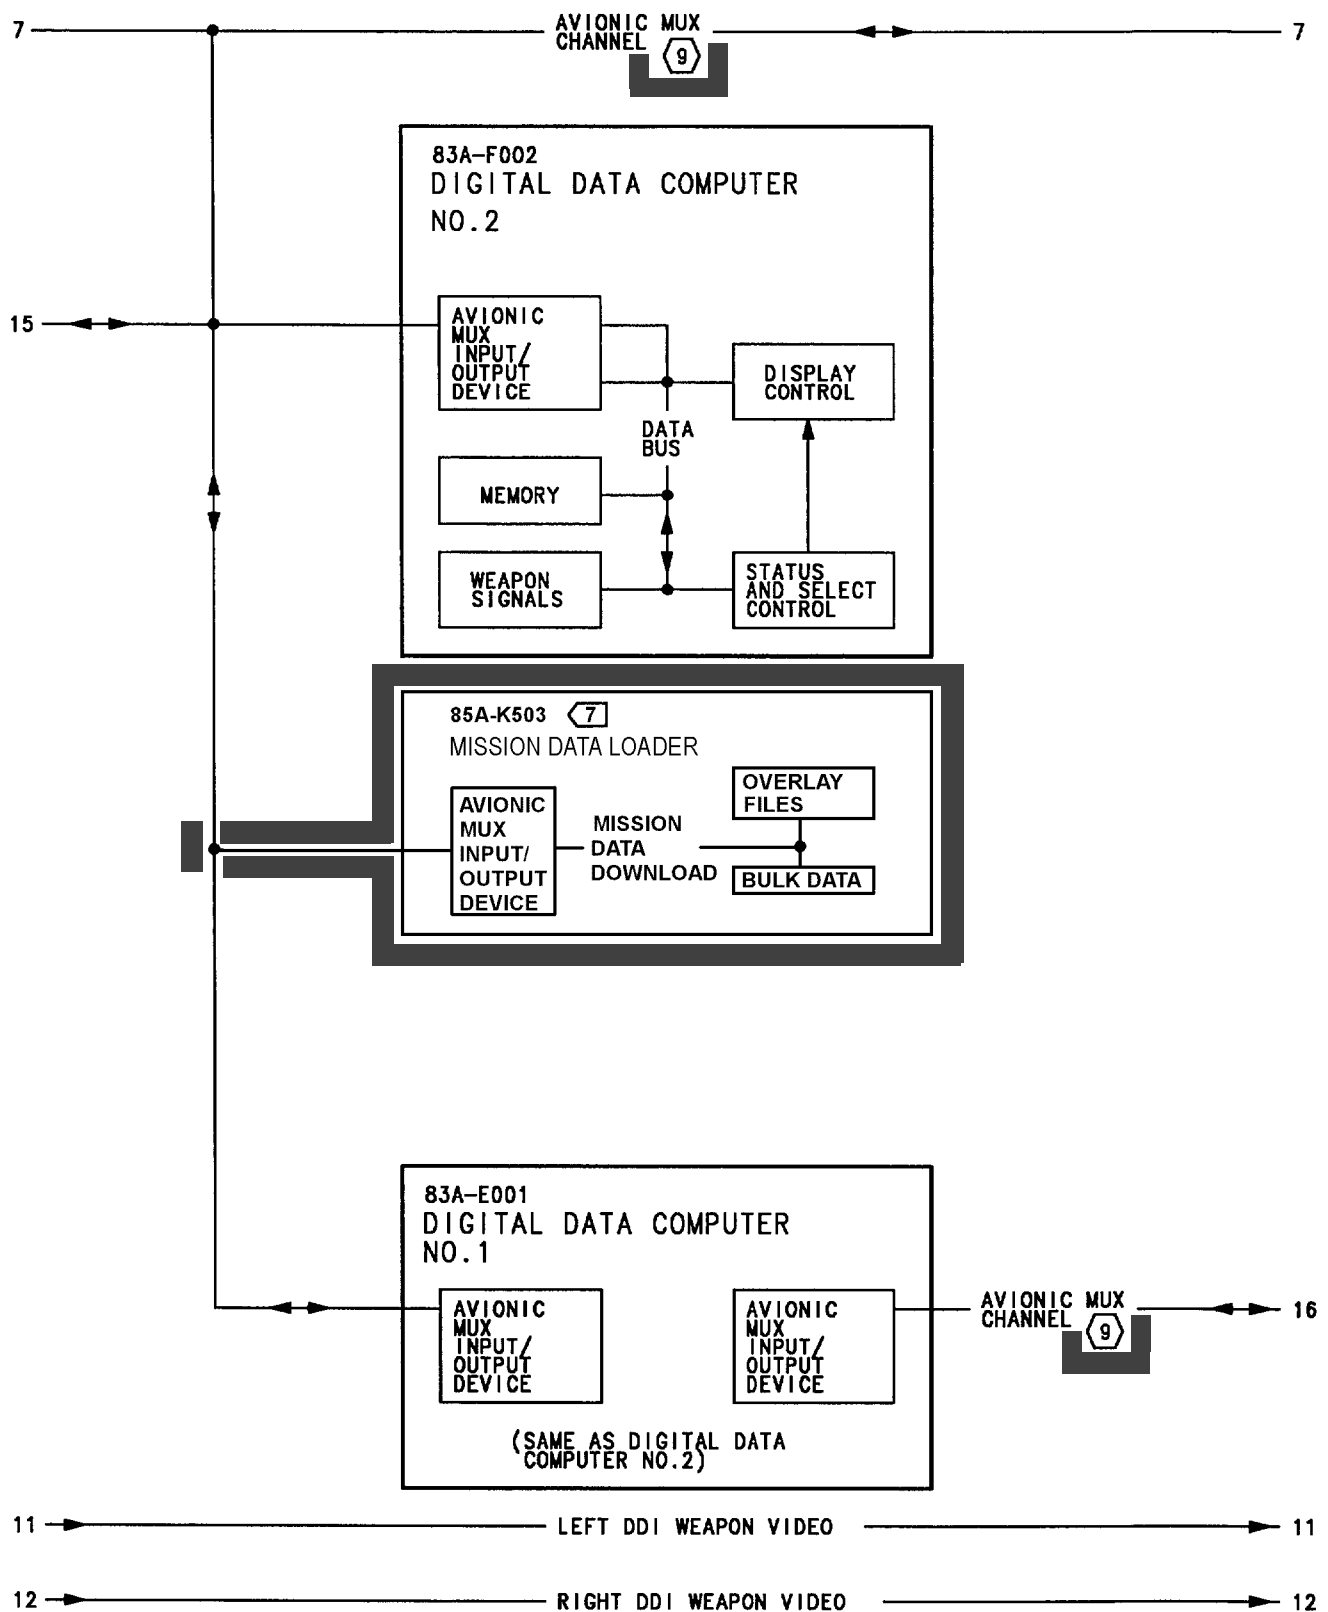 7
AVIONIC MUX
CHANNEL 9
7
83A-F002
DIGITAL DATA COMPUTER
NO.2
15
AVIONIC
MUX
INPUT/
OUTPUT
DEVICE
DISPLAY
CONTROL
DATA
BUS
MEMORY
WEAPON
SIGNALS
STATUS
AND SELECT
CONTROL
85A-K503 7
MISSION DATA LOADER
AVIONIC
MUX
INPUT/
OUTPUT
DEVICE
MISSION
DATA
DOWNLOAD
OVERLAY
FILES
BULK DATA
83A-E001
DIGITAL DATA COMPUTER
NO.1
AVIONIC
MUX
INPUT/
OUTPUT
DEVICE
AVIONIC
MUX
INPUT/
OUTPUT
DEVICE
AVIONIC MUX
CHANNEL 9
16
(SAME AS DIGITAL DATA
COMPUTER NO.2)
11 LEFT DDI WEAPON VIDEO 11
12 RIGHT DDI WEAPON VIDEO 12